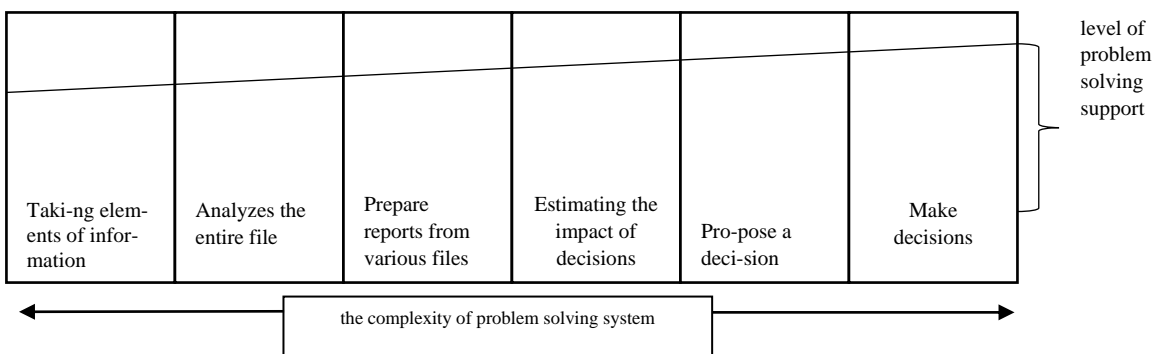 level of
problem
solving
support
Taki-ng elem-
ents of infor-
mation
Analyzes the
entire file
Prepare
reports from
various files
Estimating the
impact of
decisions
Pro-pose a
deci-sion
Make
decisions
the complexity of problem solving system